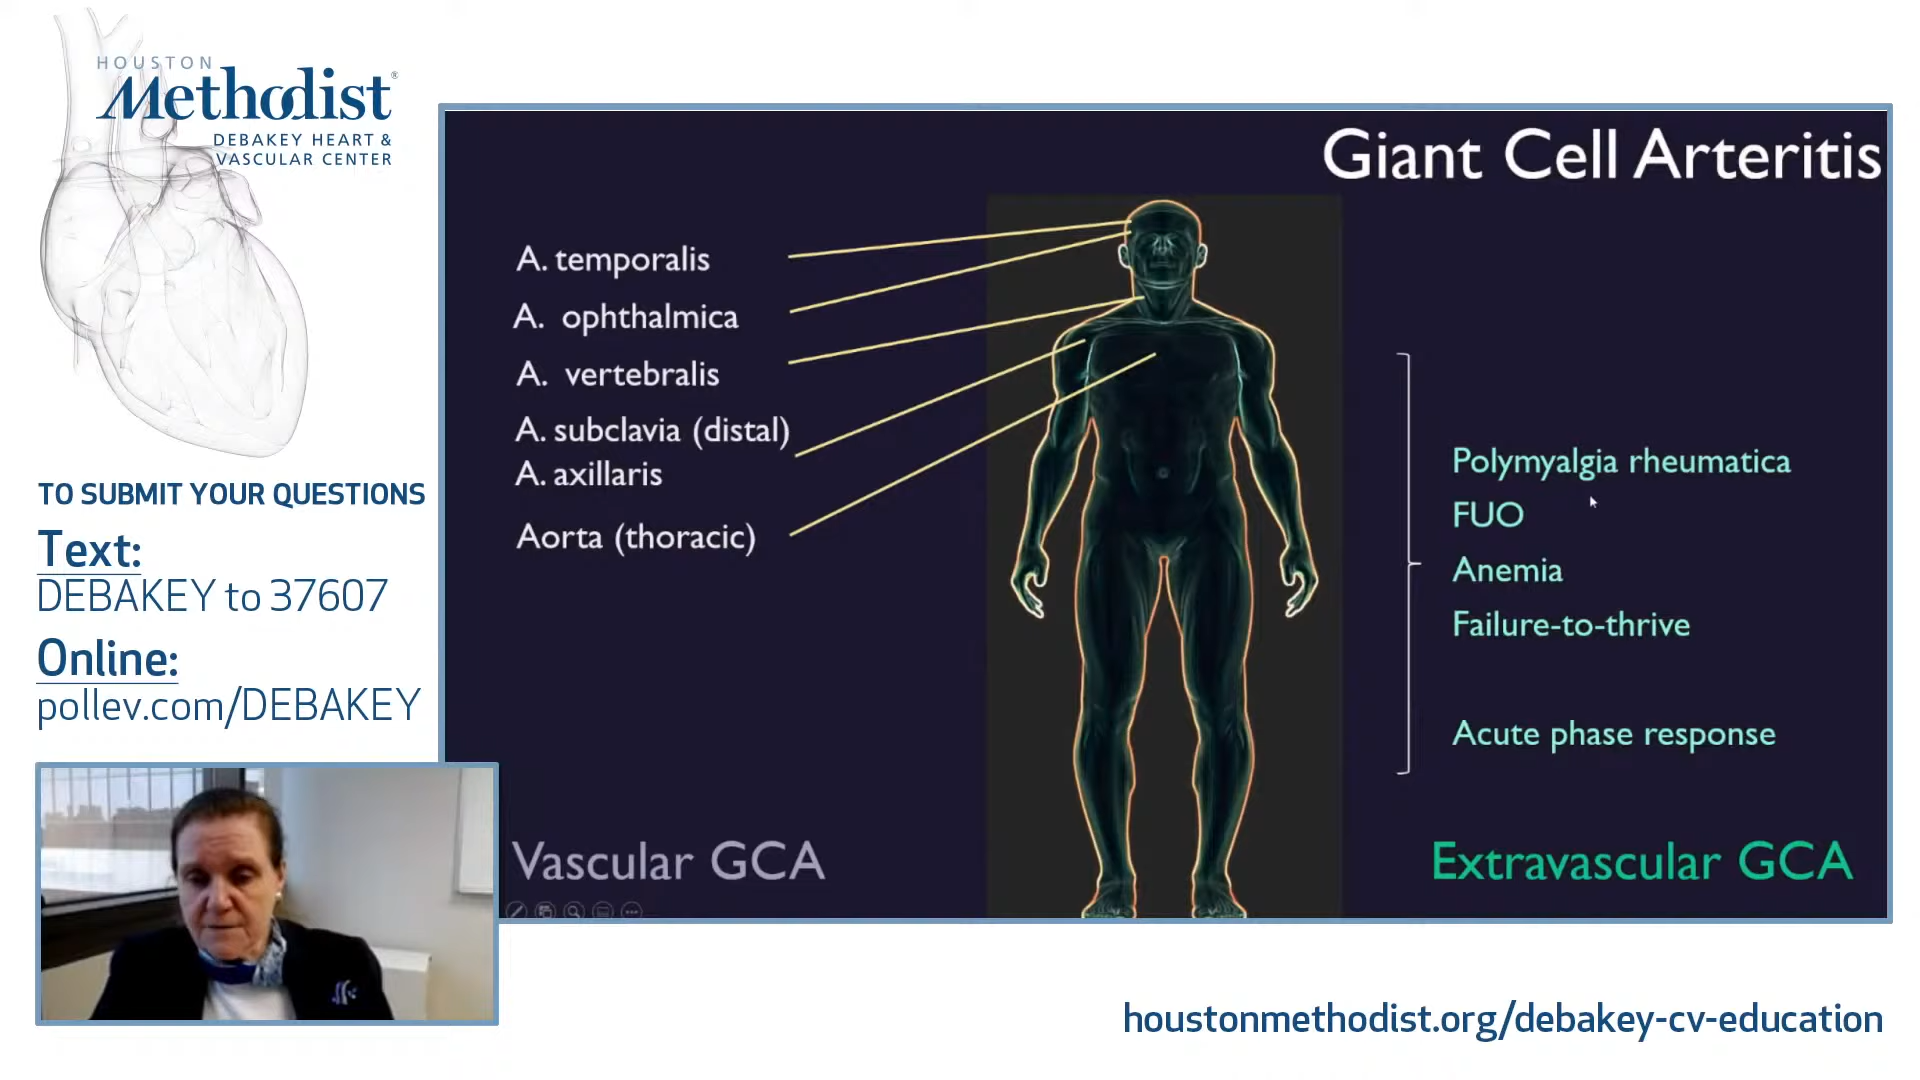 HOUSTON
Methodist®
DEBAKEY HEART &
VASCULAR CENTER
TO SUBMIT YOUR QUESTIONS
Text:
DEBAKEY to 37607
Online:
pollev.com/DEBAKEY
Giant Cell Arteritis
A. temporalis
A. ophthalmica
A. vertebralis
A. subclavia (distal)
A. axillaris
Aorta (thoracic)
Vascular GCA
Polymyalgia rheumatica
FUO
Anemia
Failure-to-thrive
Acute phase response
Extravascular GCA
houstonmethodist.org/debakey-cv-education